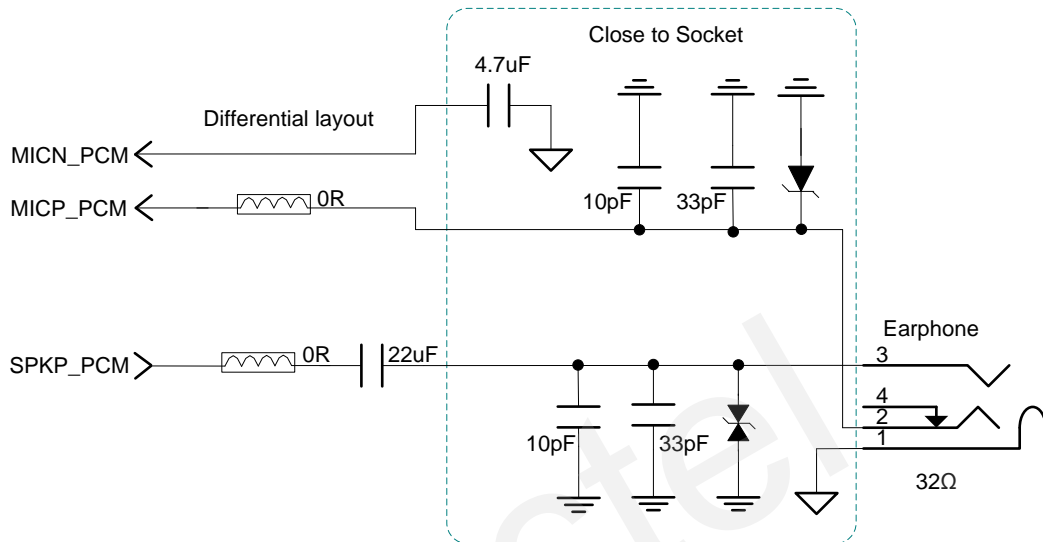 Close to Socket
4.7uF
Differential layout
MICN_PCM
MICP_PCM
0R
10pF
33pF
SPKP_PCM
0R
22uF
Earphone
3
4
2
1
10pF
33pF
32Ω